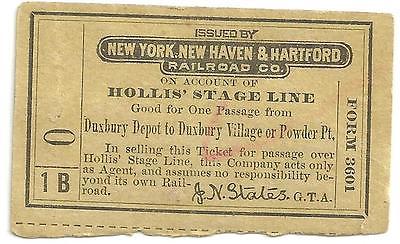 ISSUED BY
NEW YORK, NEW HAVEN & HARTFORD
RAILROAD CO.
ON ACCOUNT OF
HOLLIS' STAGE LINE
Good for One Passage from
Duxbury Depot to Duxbury Village or Powder Pt.
In selling this Ticket for passage over
Hollis' Stage Line, this Company acts only
as Agent, and assumes no responsibility be-
yond its own Rail-
road.
J. N. States. G.T.A.
0
1 B
FORM 3601